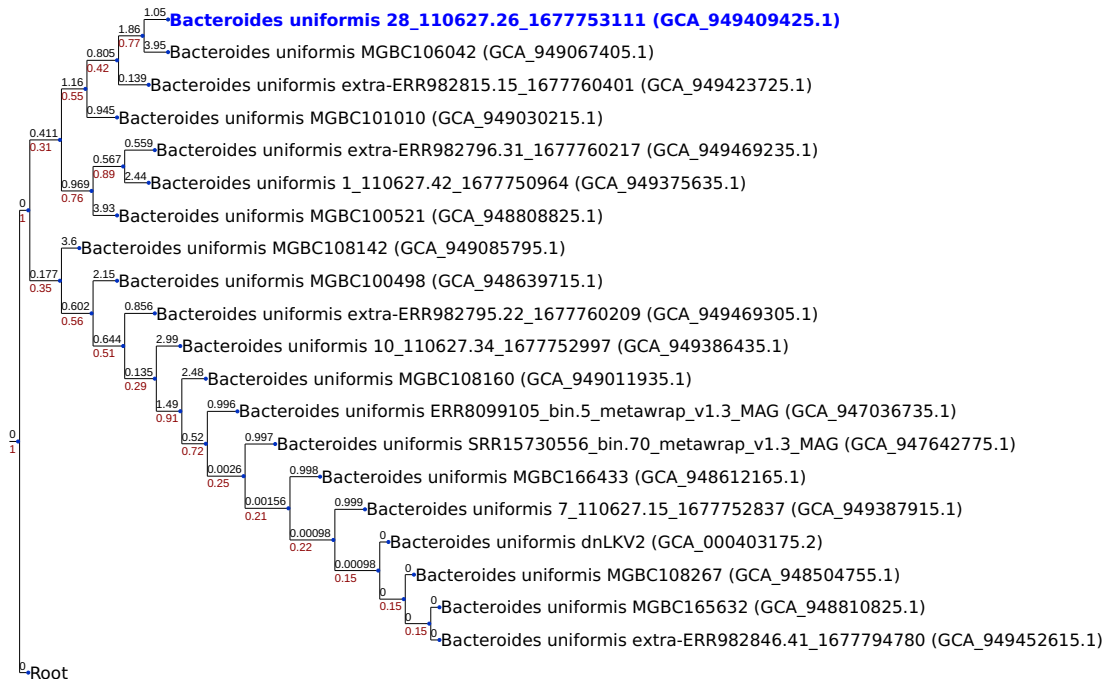 1.05
Bacteroides uniformis 28_110627.26_1677753111 (GCA_949409425.1)
1.86
0.77
3.95
Bacteroides uniformis MGBC106042 (GCA_949067405.1)
0.805
0.42
0.139
Bacteroides uniformis extra-ERR982815.15_1677760401 (GCA_949423725.1)
1.16
0.55
0.945
Bacteroides uniformis MGBC101010 (GCA_949030215.1)
0.411
0.31
0.559
Bacteroides uniformis extra-ERR982796.31_1677760217 (GCA_949469235.1)
0.567
0.89
2.44
Bacteroides uniformis 1_110627.42_1677750964 (GCA_949375635.1)
0.969
0.76
3.93
Bacteroides uniformis MGBC100521 (GCA_948808825.1)
0
1
3.6
Bacteroides uniformis MGBC108142 (GCA_949085795.1)
0.177
0.35
2.15
Bacteroides uniformis MGBC100498 (GCA_948639715.1)
0.602
0.56
0.856
Bacteroides uniformis extra-ERR982795.22_1677760209 (GCA_949469305.1)
0.644
0.51
2.99
Bacteroides uniformis 10_110627.34_1677752997 (GCA_949386435.1)
0.135
0.29
2.48
Bacteroides uniformis MGBC108160 (GCA_949011935.1)
1.49
0.91
0.996
Bacteroides uniformis ERR8099105_bin.5_metawrap_v1.3_MAG (GCA_947036735.1)
0
1
0.52
0.72
0.997
Bacteroides uniformis SRR15730556_bin.70_metawrap_v1.3_MAG (GCA_947642775.1)
0.0026
0.25
0.998
Bacteroides uniformis MGBC166433 (GCA_948612165.1)
0.00156
0.21
0.999
Bacteroides uniformis 7_110627.15_1677752837 (GCA_949387915.1)
0.00098
0.22
0
Bacteroides uniformis dnLKV2 (GCA_000403175.2)
0.00098
0.15
0
Bacteroides uniformis MGBC108267 (GCA_948504755.1)
0
0.15
0
Bacteroides uniformis MGBC165632 (GCA_948810825.1)
0
0.15
0
Bacteroides uniformis extra-ERR982846.41_1677794780 (GCA_949452615.1)
0
Root